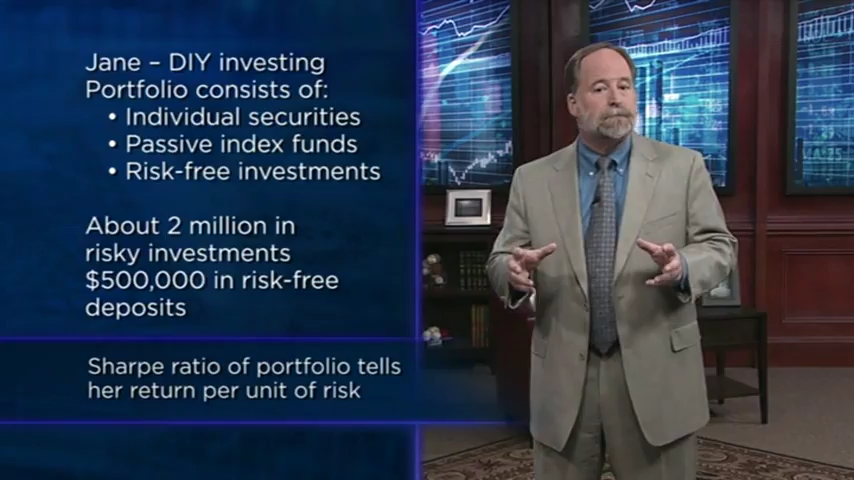 Jane – DIY investing
Portfolio consists of:
• Individual securities
• Passive index funds
• Risk-free investments
About 2 million in
risky investments
$500,000 in risk-free
deposits
Sharpe ratio of portfolio tells
her return per unit of risk